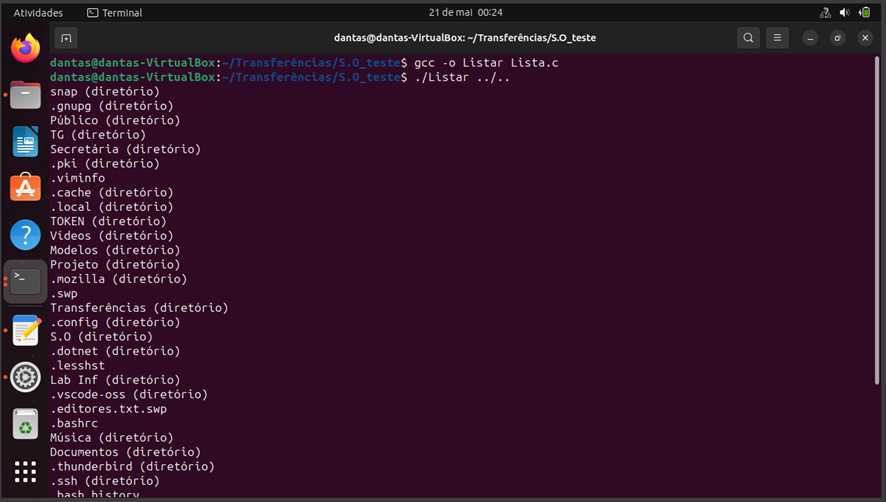 Atividades Terminal 21 de mai 00:24
dantas@dantas-VirtualBox: ~/Transferências/S.O_teste
dantas@dantas-VirtualBox:~/Transferências/S.O_teste$ gcc -o Listar Lista.c
dantas@dantas-VirtualBox:~/Transferências/S.O_teste$ ./Listar ../..
snap (diretório)
.gnupg (diretório)
Público (diretório)
TG (diretório)
Secretária (diretório)
.pki (diretório)
.viminfo
.cache (diretório)
.local (diretório)
TOKEN (diretório)
Vídeos (diretório)
Modelos (diretório)
Projeto (diretório)
.mozilla (diretório)
.swp
Transferências (diretório)
.config (diretório)
S.O (diretório)
.dotnet (diretório)
.lesshst
Lab Inf (diretório)
.vscode-oss (diretório)
.editores.txt.swp
.bashrc
Música (diretório)
Documentos (diretório)
.thunderbird (diretório)
.ssh (diretório)
.bash_history